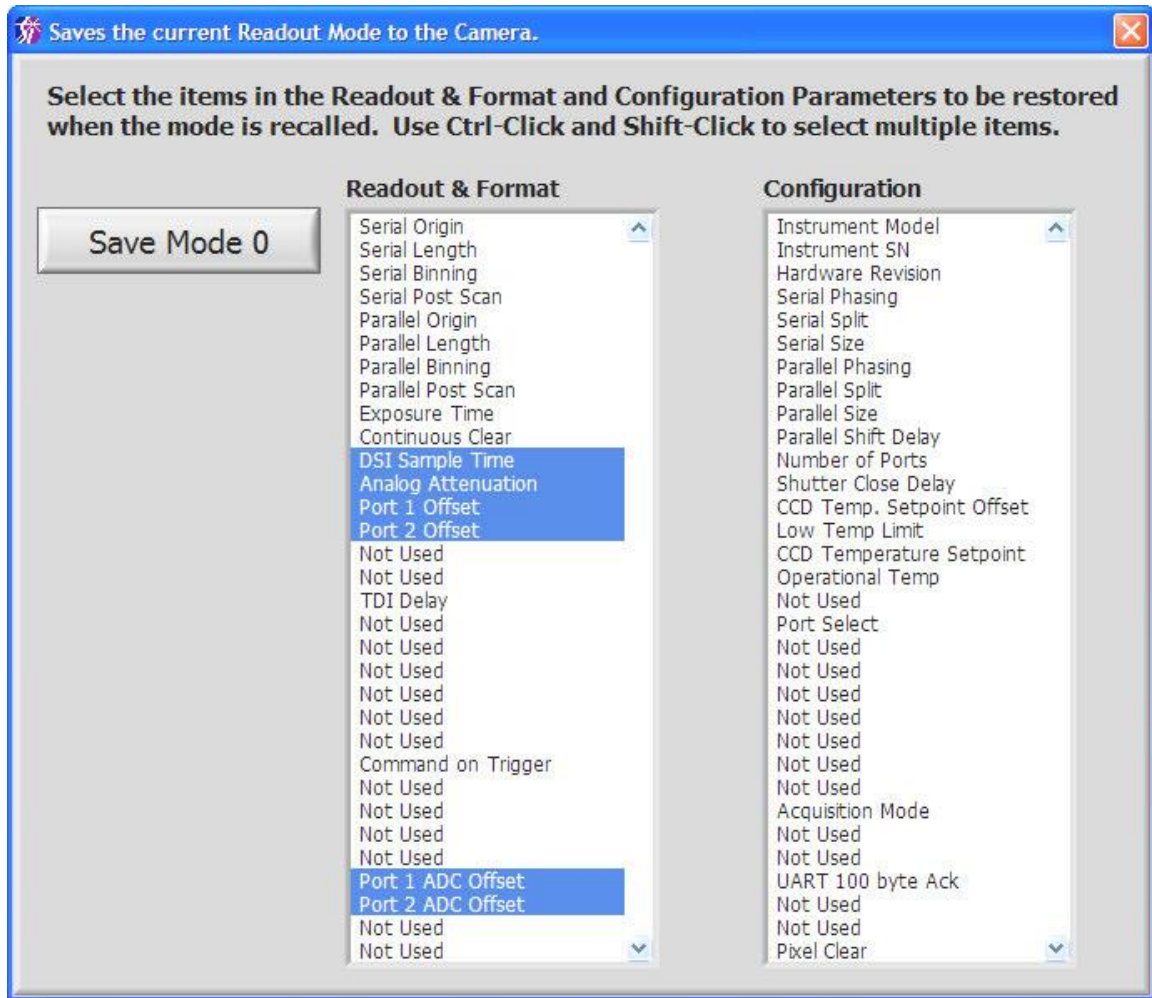 Saves the current Readout Mode to the Camera.
Select the items in the Readout & Format and Configuration Parameters to be restored
when the mode is recalled.  Use Ctrl-Click and Shift-Click to select multiple items.
Save Mode 0
Readout & Format
Serial Origin
Serial Length
Serial Binning
Serial Post Scan
Parallel Origin
Parallel Length
Parallel Binning
Parallel Post Scan
Exposure Time
Continuous Clear
DSI Sample Time
Analog Attenuation
Port 1 Offset
Port 2 Offset
Not Used
Not Used
TDI Delay
Not Used
Not Used
Not Used
Not Used
Not Used
Not Used
Command on Trigger
Not Used
Not Used
Not Used
Not Used
Port 1 ADC Offset
Port 2 ADC Offset
Not Used
Not Used
Configuration
Instrument Model
Instrument SN
Hardware Revision
Serial Phasing
Serial Split
Serial Size
Parallel Phasing
Parallel Split
Parallel Size
Parallel Shift Delay
Number of Ports
Shutter Close Delay
CCD Temp. Setpoint Offset
Low Temp Limit
CCD Temperature Setpoint
Operational Temp
Not Used
Port Select
Not Used
Not Used
Not Used
Not Used
Not Used
Not Used
Not Used
Acquisition Mode
Not Used
Not Used
UART 100 byte Ack
Not Used
Not Used
Pixel Clear